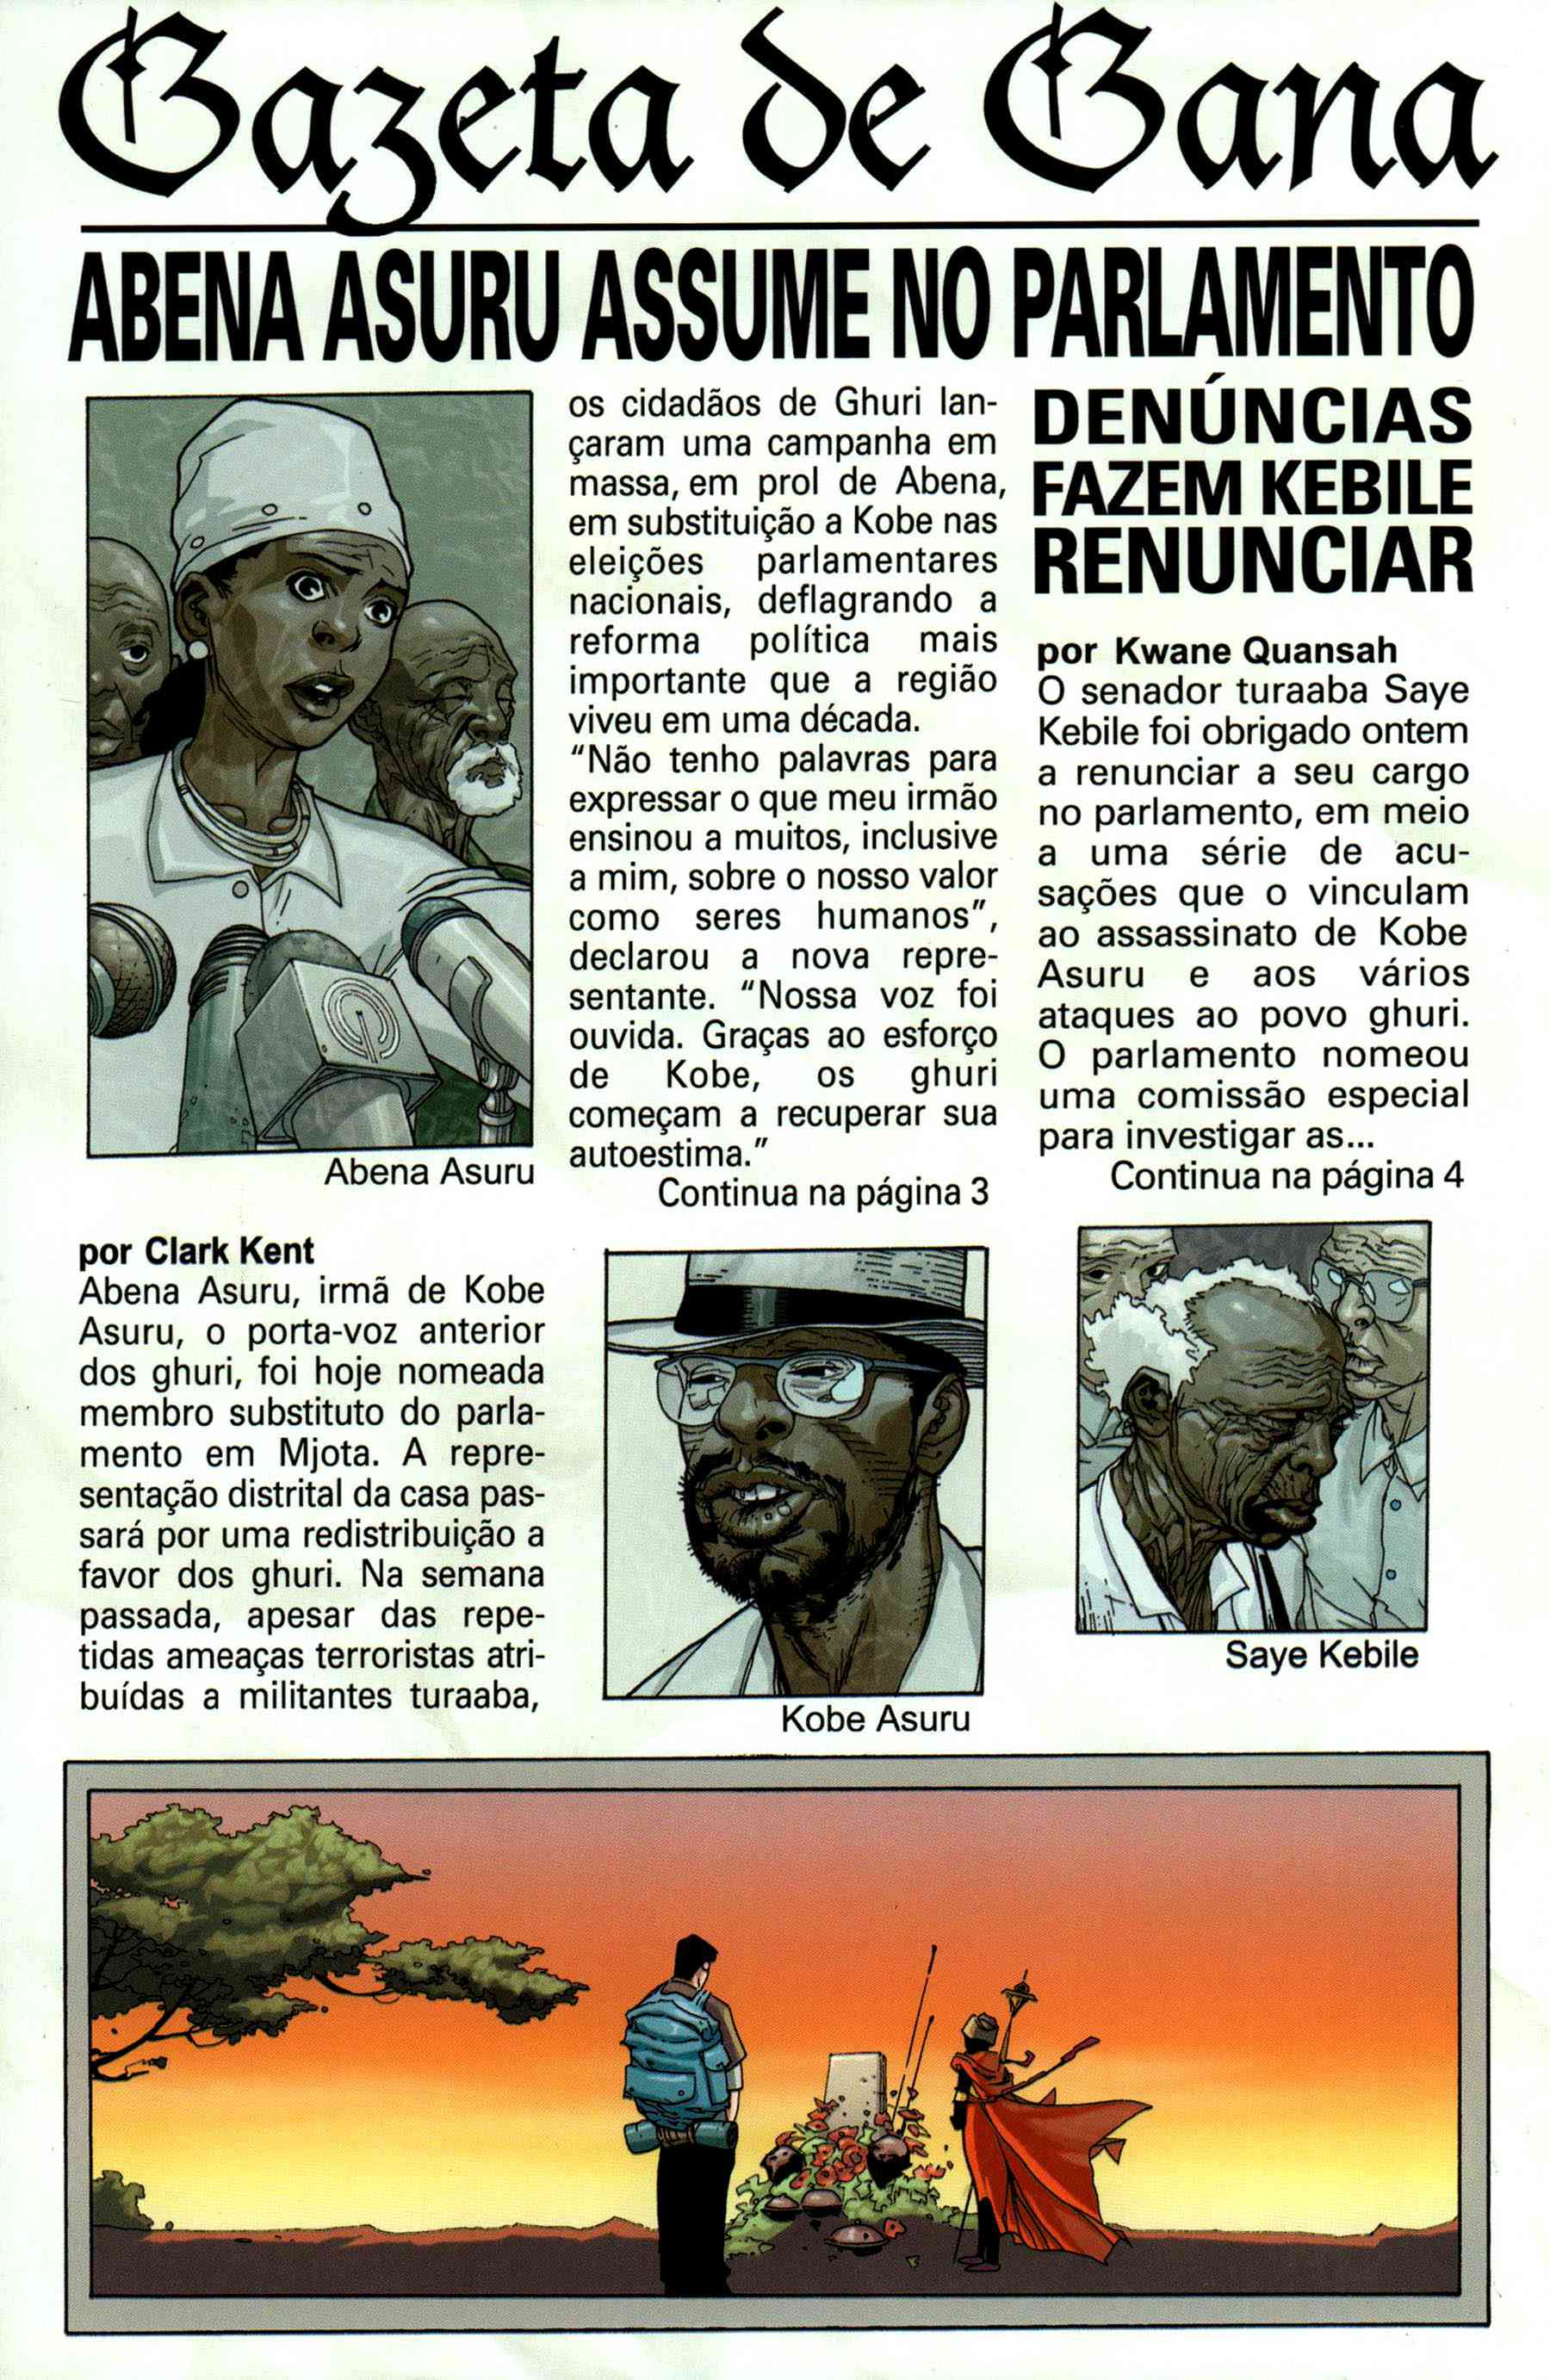 Gazeta de Gana
ABENA ASURU ASSUME NO PARLAMENTO
Abena Asuru
por Clark Kent
Abena Asuru, irmã de Kobe
Asuru, o porta-voz anterior
dos ghuri, foi hoje nomeada
membro substituto do parla-
mento em Mjota. A repre-
sentação distrital da casa pas-
sará por uma redistribuição a
favor dos ghuri. Na semana
passada, apesar das repe-
tidas ameaças terroristas atri-
buídas a militantes turaaba,
os cidadãos de Ghuri lan-
çaram uma campanha em
massa, em prol de Abena,
em substituição a Kobe nas
eleições parlamentares
nacionais, deflagrando a
reforma política mais
importante que a região
viveu em uma década.
“Não tenho palavras para
expressar o que meu irmão
ensinou a muitos, inclusive
a mim, sobre o nosso valor
como seres humanos”,
declarou a nova repre-
sentante. “Nossa voz foi
ouvida. Graças ao esforço
de Kobe, os ghuri
começam a recuperar sua
autoestima.”
Continua na página 3
Kobe Asuru
DENÚNCIAS
FAZEM KEBILE
RENUNCIAR
por Kwane Quansah
O senador turaaba Saye
Kebile foi obrigado ontem
a renunciar a seu cargo
no parlamento, em meio
a uma série de acu-
sações que o vinculam
ao assassinato de Kobe
Asuru e aos vários
ataques ao povo ghuri.
O parlamento nomeou
uma comissão especial
para investigar as...
Continua na página 4
Saye Kebile